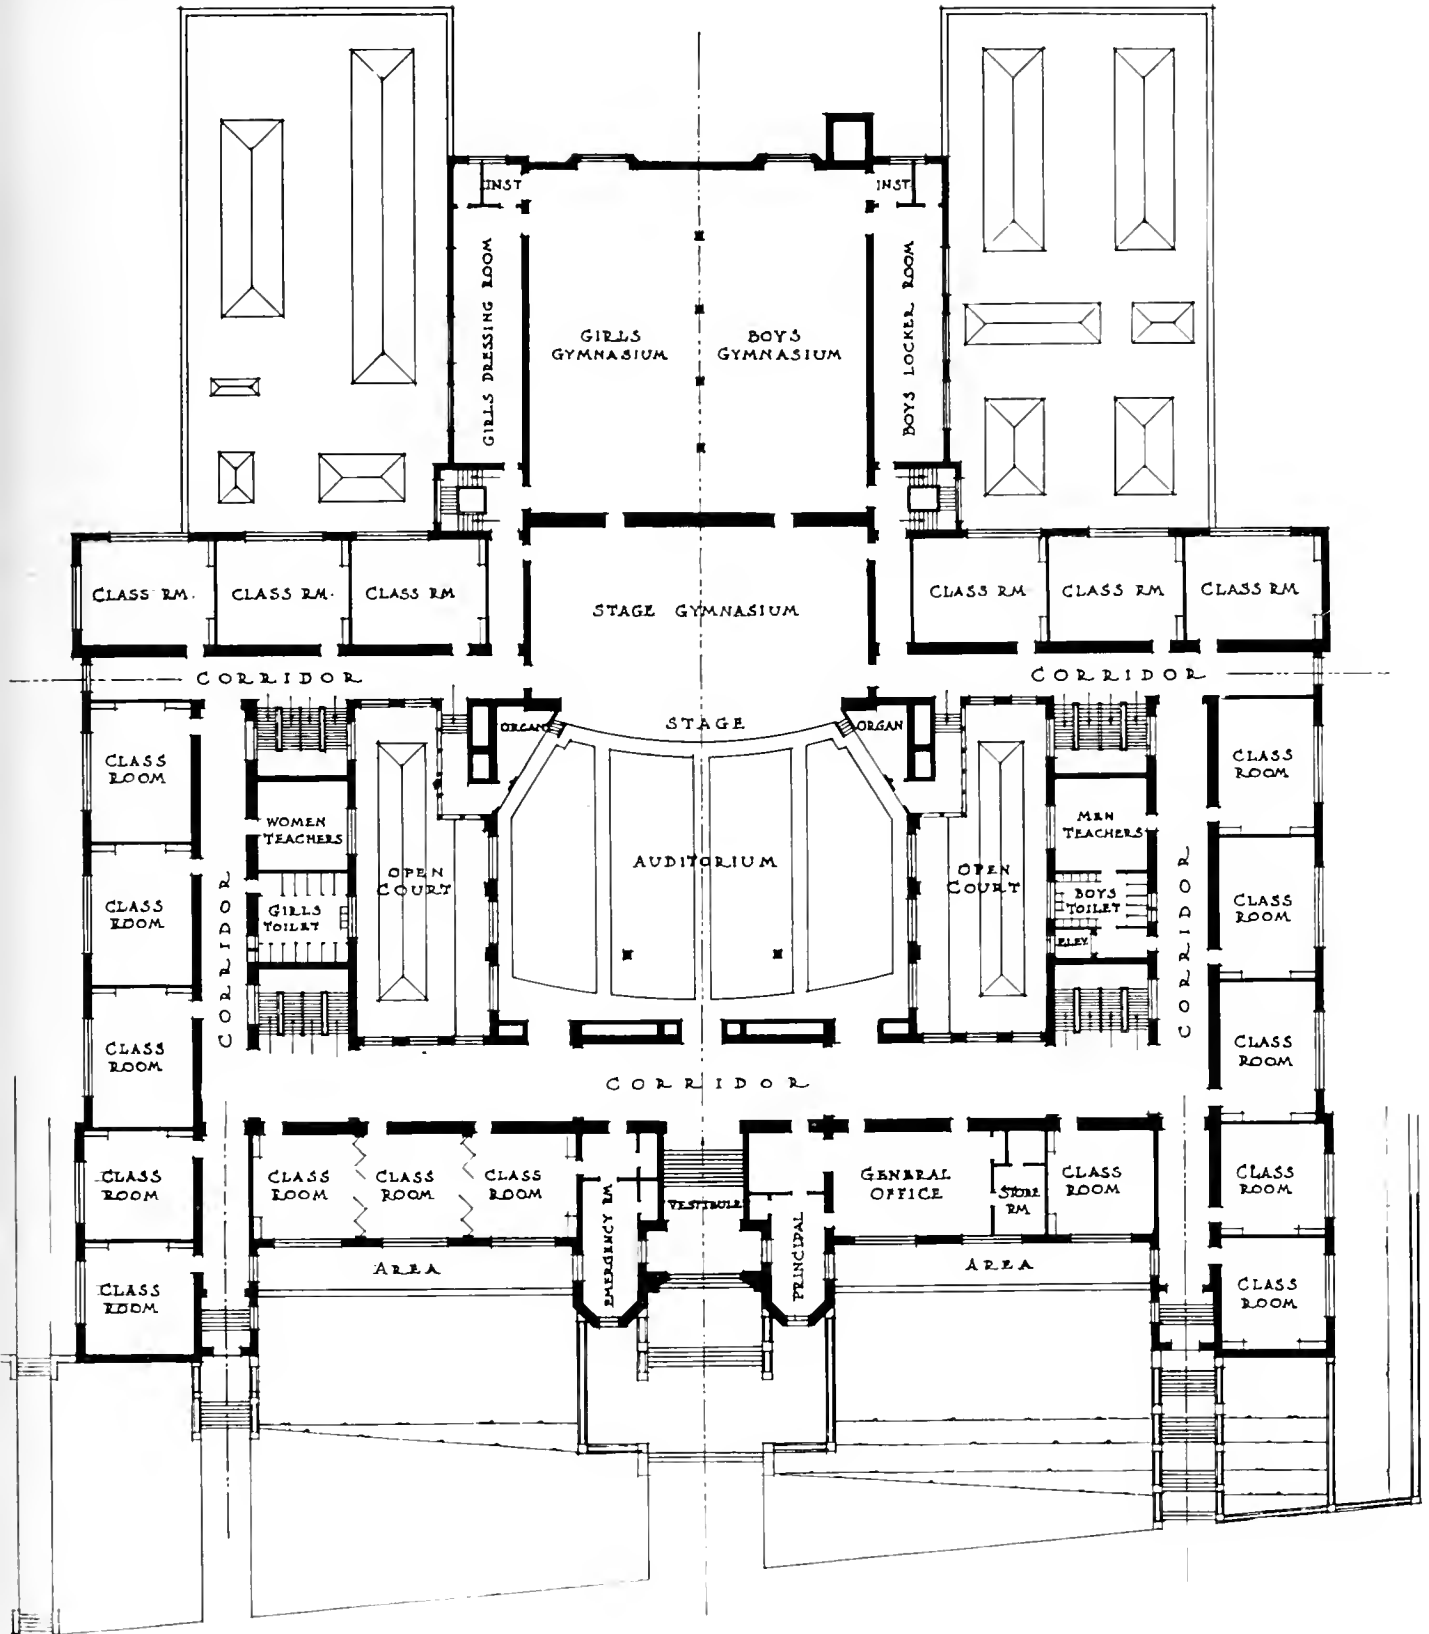 INST
INST
GIRLS DRESSING ROOM
GIRLS
GYMNASIUM
BOYS
GYMNASIUM
BOYS LOCKER ROOM
CLASS RM.
CLASS RM.
CLASS RM
STAGE GYMNASIUM
CLASS RM
CLASS RM
CLASS RM
CORRIDOR
CORRIDOR
ORGAN
STAGE
ORGAN
CLASS
ROOM
CLASS
ROOM
WOMEN
TEACHERS
MEN
TEACHERS
AUDITORIUM
OPEN
COURT
OPEN
COURT
CLASS
ROOM
GIRLS
TOILET
BOYS
TOILET
ELEV
CLASS
ROOM
CORRIDOR
CORRIDOR
CLASS
ROOM
CLASS
ROOM
CORRIDOR
CLASS
ROOM
CLASS
ROOM
CLASS
ROOM
CLASS
ROOM
EMERGENCY RM
VESTIBULE
PRINCIPAL
GENERAL
OFFICE
STORE
RM
CLASS
ROOM
CLASS
ROOM
AREA
AREA
CLASS
ROOM
CLASS
ROOM